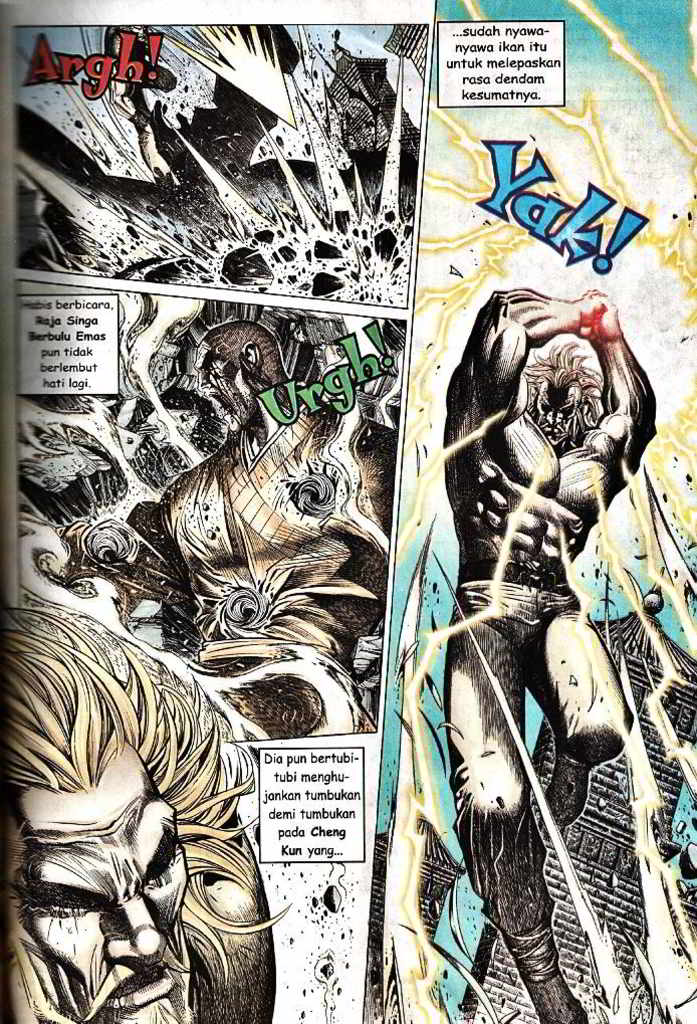 Argh!
Habis berbicara,
Raja Singa
Berbulu Emas
pun tidak
berlembut
hati lagi.
Urgh!
Dia pun bertubi-
tubi menghu-
jankan tumbukan
demi tumbukan
pada Cheng
Kun yang...
...sudah nyawa-
nyawa ikan itu
untuk melepaskan
rasa dendam
kesumatnya.
Yak!